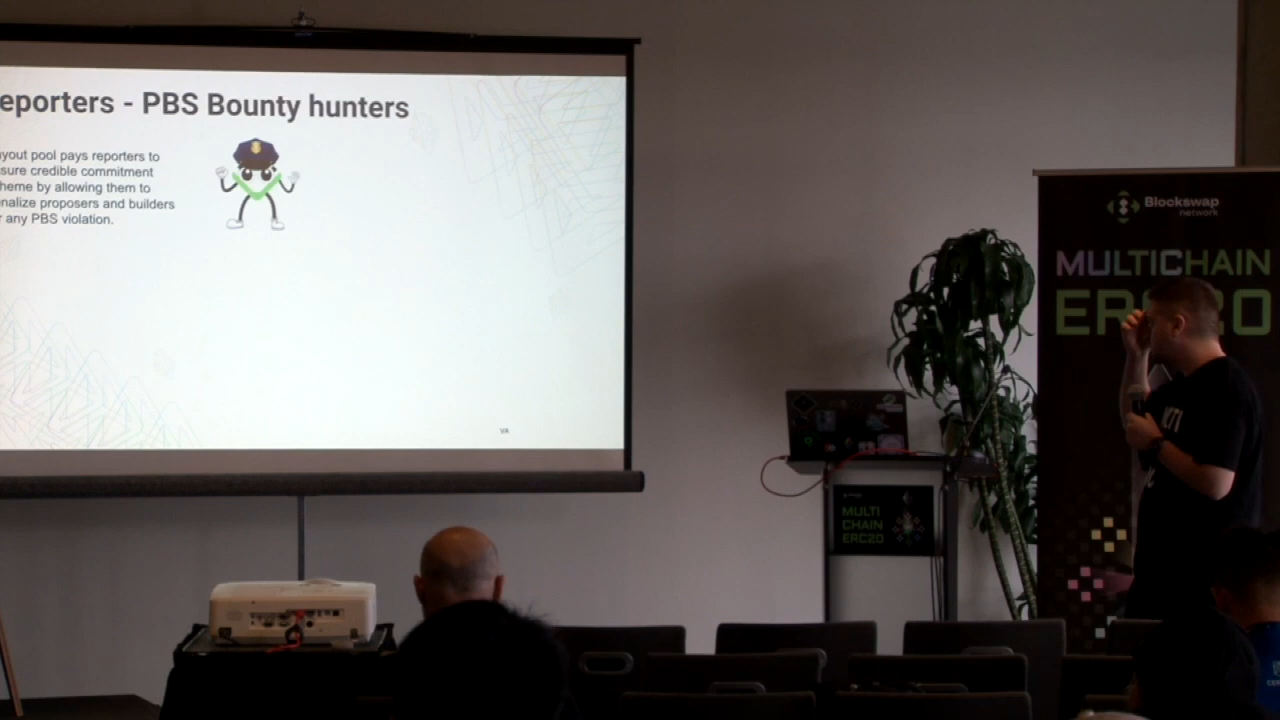 eporters - PBS Bounty hunters
yout pool pays reporters to
sure credible commitment
heme by allowing them to
nalize proposers and builders
any PBS violation.
VA
Blockswap
network
MULTICHAIN
MULTI
CHAIN
ERC20